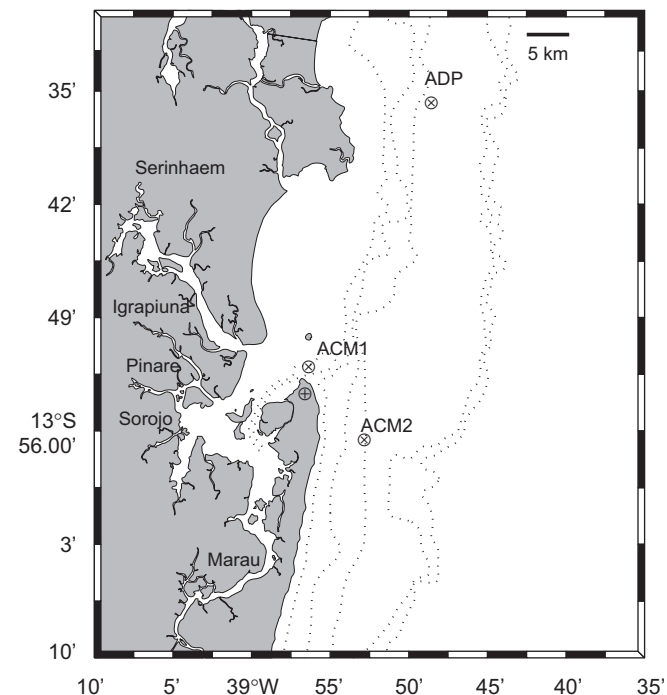 5 km
ADP
35’
Serinhaem
42’
Igrapiuna
49’
ACM1
Pinare
Sorojo
13°S
56.00’
ACM2
3’
Marau
10’
10’ 5’ 39°W 55’ 50’ 45’ 40’ 35’